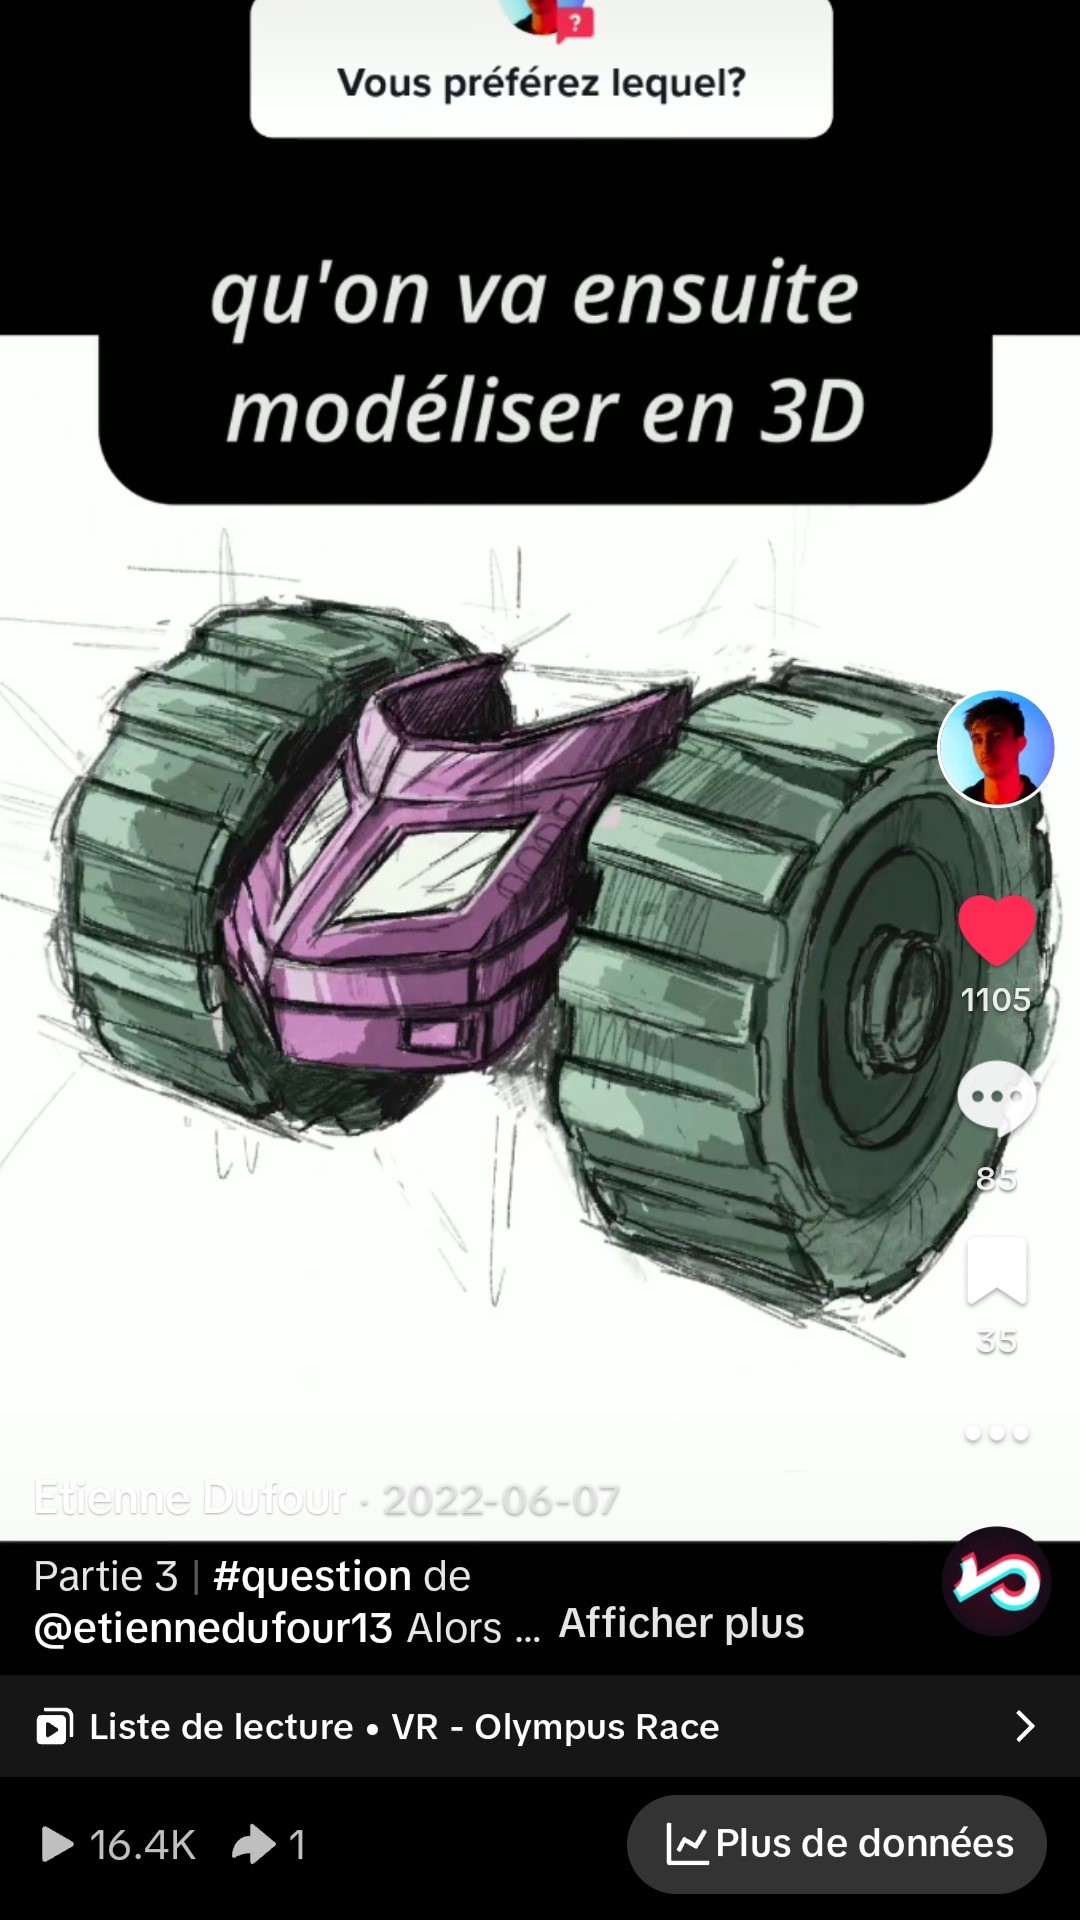 Vous préférez lequel?
qu'on va ensuite
modéliser en 3D
1105
85
35
Etienne Dufour · 2022-06-07
Partie 3 | #question de
@etiennedufour13 Alors ... Afficher plus
Liste de lecture • VR - Olympus Race
16.4K 1 Plus de données